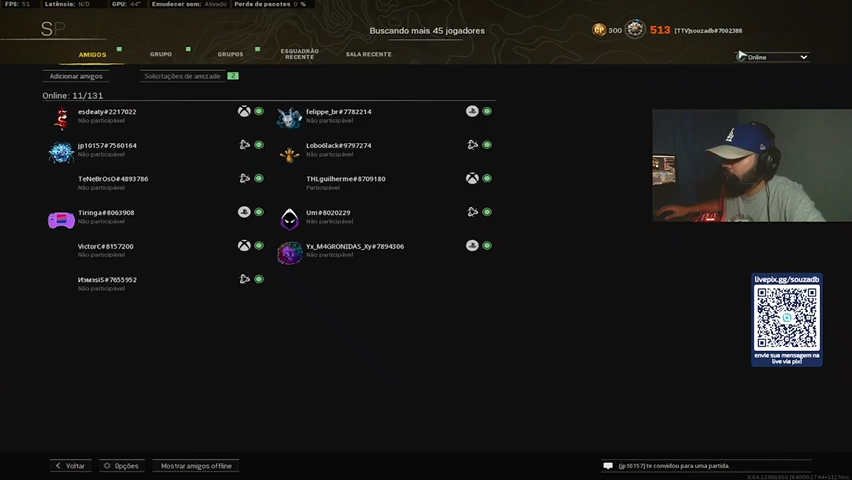 FPS: 51 Latência: N/D GPU: 44° Emudecer som: Ativado Perda de pacotes: 0 %
SP
Buscando mais 45 jogadores
CP 300 513 [TTV]souzadb#7002388
AMIGOS GRUPO GRUPOS ESQUADRÃO RECENTE SALA RECENTE
Online
Adicionar amigos Solicitações de amizade 2
Online: 11/131
esdeaty#2217022
Não participável
felippe_br#7782214
Não participável
jp10157#7560164
Não participável
Lobo6lack#9797274
Não participável
TeNeBrOsO#4893786
Não participável
THLguilherme#8709180
Participável
Tiringa#8063908
Não participável
Um#8020229
Não participável
VictorC#8157200
Não participável
Yx_M4GRONIDAS_Xy#7894306
Não participável
ИзмэsiS#7655952
Não participável
livepix.gg/souzadb
envie sua mensagem na
live via pix!
Voltar Opções Mostrar amigos offline
[jp10157] te convidou para uma partida.